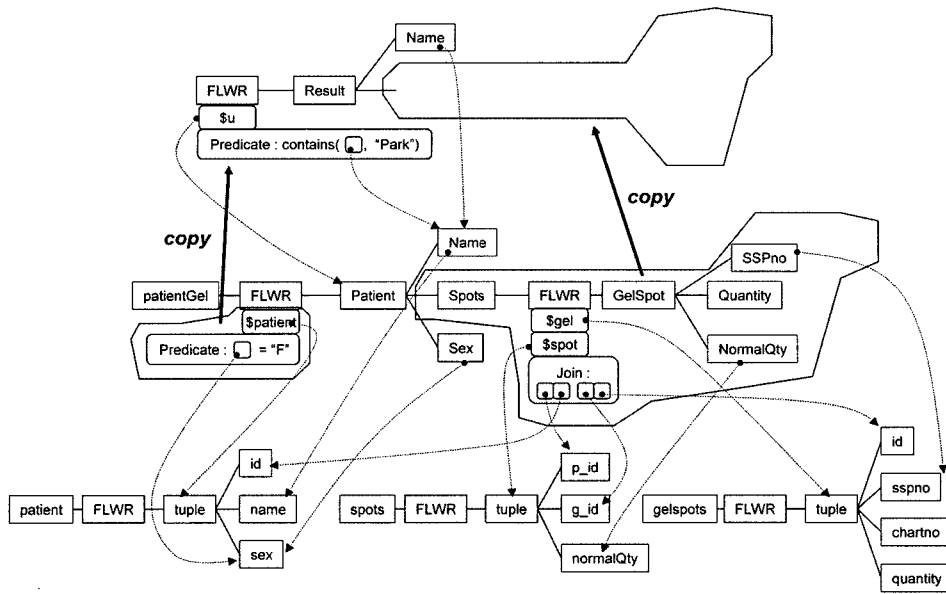 Name
FLWR
Result
$u
Predicate : contains( , "Park")
copy
copy
Name
SSPno
patientGel
FLWR
Patient
Spots
FLWR
GelSpot
Quantity
$patient
$gel
Predicate : = "F"
$spot
Sex
NormalQty
Join :
id
p_id
id
patient
FLWR
tuple
name
spots
FLWR
tuple
g_id
gelspots
FLWR
tuple
sspno
sex
normalQty
chartno
quantity